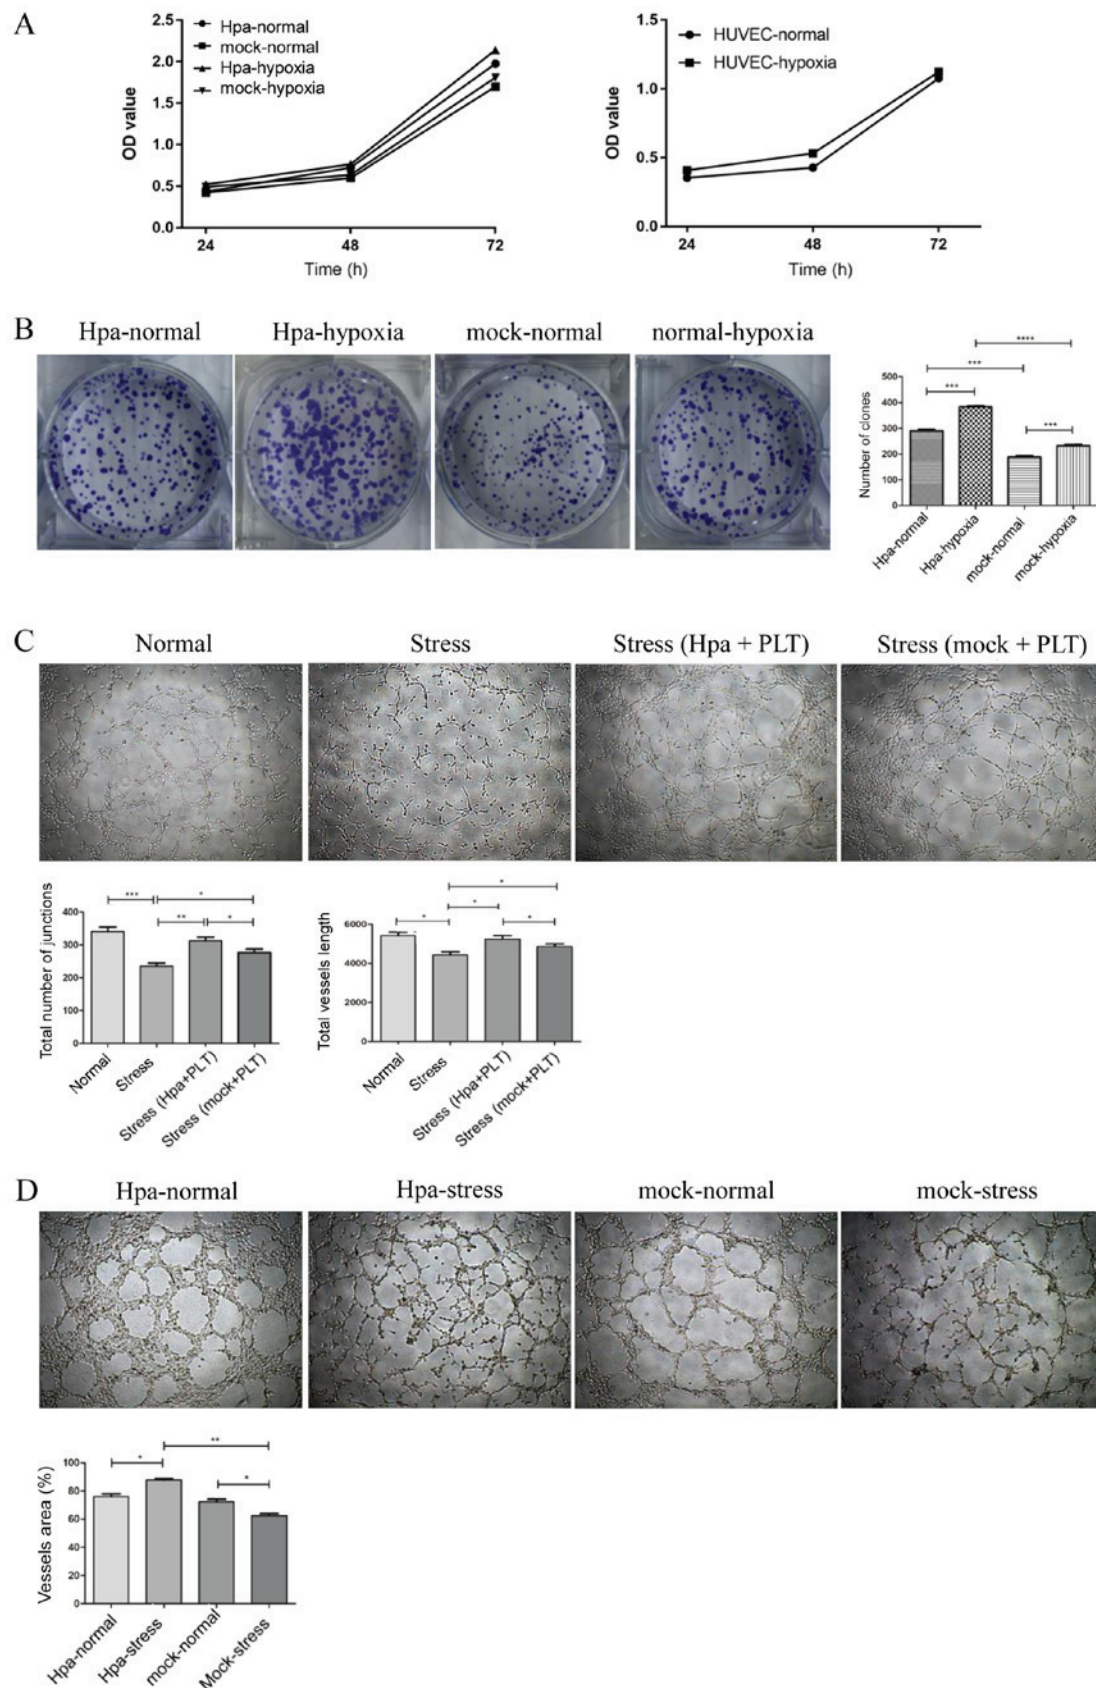 A
2.5
2.0
1.5
1.0
0.5
0.0
OD value
Hpa-normal
mock-normal
Hpa-hypoxia
mock-hypoxia
24
48
72
Time (h)
1.5
1.0
0.5
0.0
OD value
HUVEC-normal
HUVEC-hypoxia
24
48
72
Time (h)
B
Hpa-normal
Hpa-hypoxia
mock-normal
normal-hypoxia
Number of clones
500
400
300
200
100
0
****
***
***
***
Hpa-normal
Hpa-hypoxia
mock-normal
mock-hypoxia
C
Normal
Stress
Stress (Hpa + PLT)
Stress (mock + PLT)
Total number of junctions
400
300
200
100
0
***
*
**
*
Normal
Stress
Stress (Hpa+PLT)
Stress (mock+PLT)
Total vessels length
6000
4000
2000
0
*
*
*
*
Normal
Stress
Stress (Hpa+PLT)
Stress (mock+PLT)
D
Hpa-normal
Hpa-stress
mock-normal
mock-stress
Vessels area (%)
100
80
60
40
20
0
**
*
*
Hpa-normal
Hpa-stress
mock-normal
Mock-stress